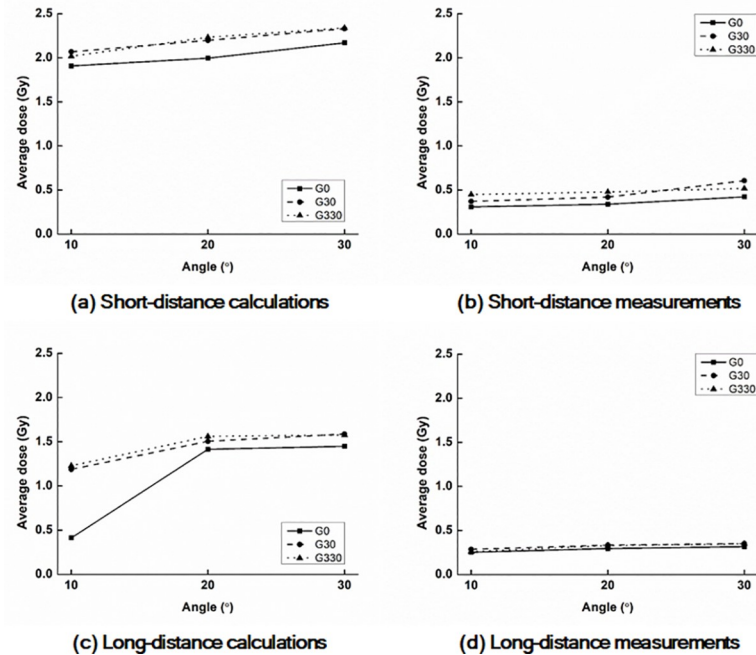 2.5
2.0
1.5
1.0
0.5
0.0
Average dose (Gy)
G0
G30
G330
10 20 30
Angle (°)
(a) Short-distance calculations
2.5
2.0
1.5
1.0
0.5
0.0
Average dose (Gy)
G0
G30
G330
10 20 30
Angle (°)
(b) Short-distance measurements
2.5
2.0
1.5
1.0
0.5
0.0
Average dose (Gy)
G0
G30
G330
10 20 30
Angle (°)
(c) Long-distance calculations
2.5
2.0
1.5
1.0
0.5
0.0
Average dose (Gy)
G0
G30
G330
10 20 30
Angle (°)
(d) Long-distance measurements